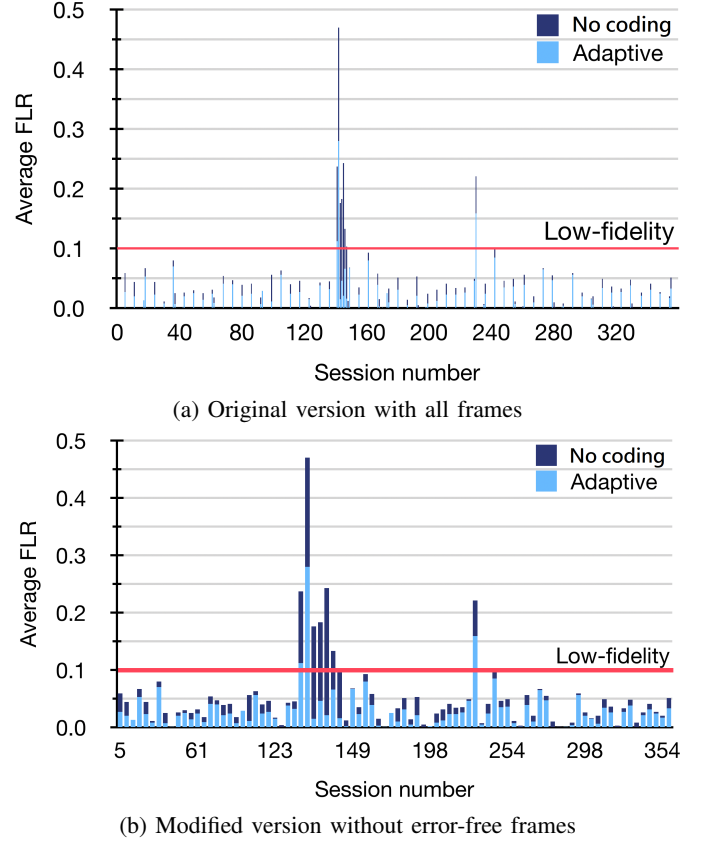 0.5
No coding
Adaptive
0.4
0.3
0.2
Low-fidelity
0.1
0.0
Average FLR
0 40 80 120 160 200 240 280 320
Session number
(a) Original version with all frames
0.5
No coding
Adaptive
0.4
0.3
0.2
Low-fidelity
0.1
0.0
Average FLR
5 61 123 149 198 254 298 354
Session number
(b) Modified version without error-free frames